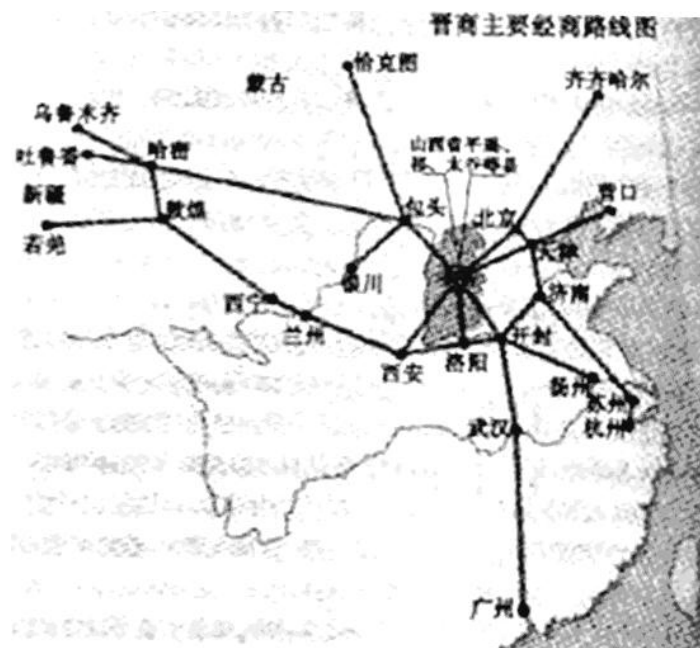 晋商主要经商路线图
恰克图
蒙古
齐齐哈尔
乌鲁木齐
山西省平遥、
祁、太谷等县
吐鲁番
哈密
新疆
营口
包头
北京
敦煌
天津
若羌
银川
济南
西宁
兰州
开封
西安
洛阳
扬州
苏州
武汉
杭州
广州